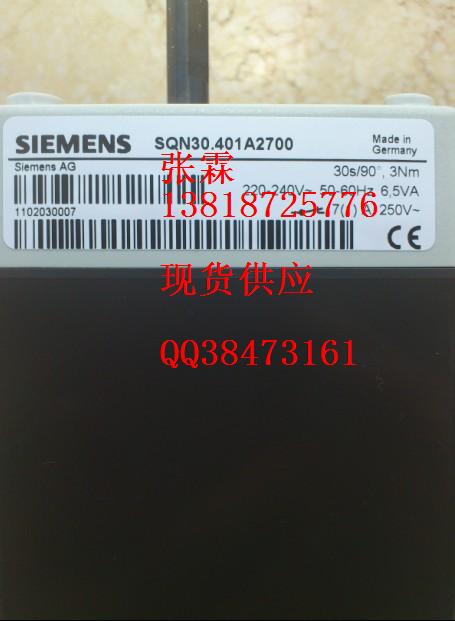 SIEMENS SQN30.401A2700 Made in Germany
Siemens AG
30s/90°, 3Nm
220-240V~ 50-60Hz 6,5VA
1102030007
250V~
CE
张霖
13818725776
现货供应
QQ38473161